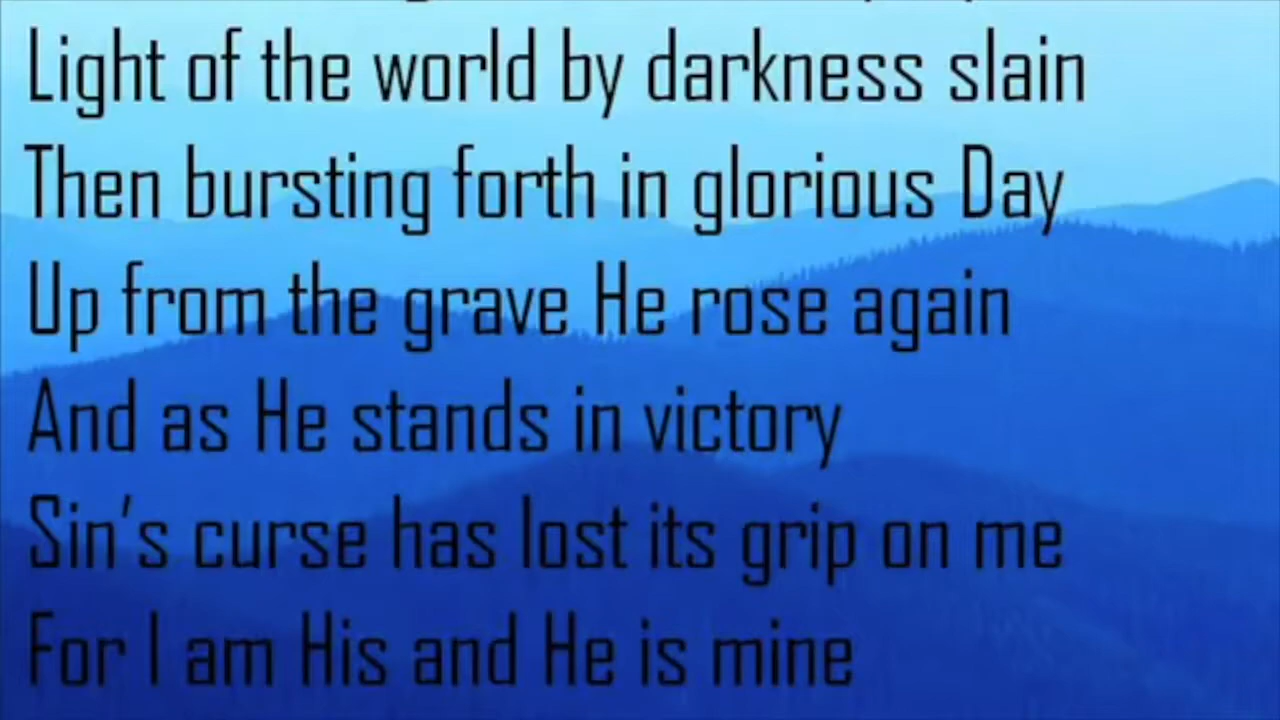 Light of the world by darkness slain
Then bursting forth in glorious Day
Up from the grave He rose again
And as He stands in victory
Sin's curse has lost its grip on me
For I am His and He is mine